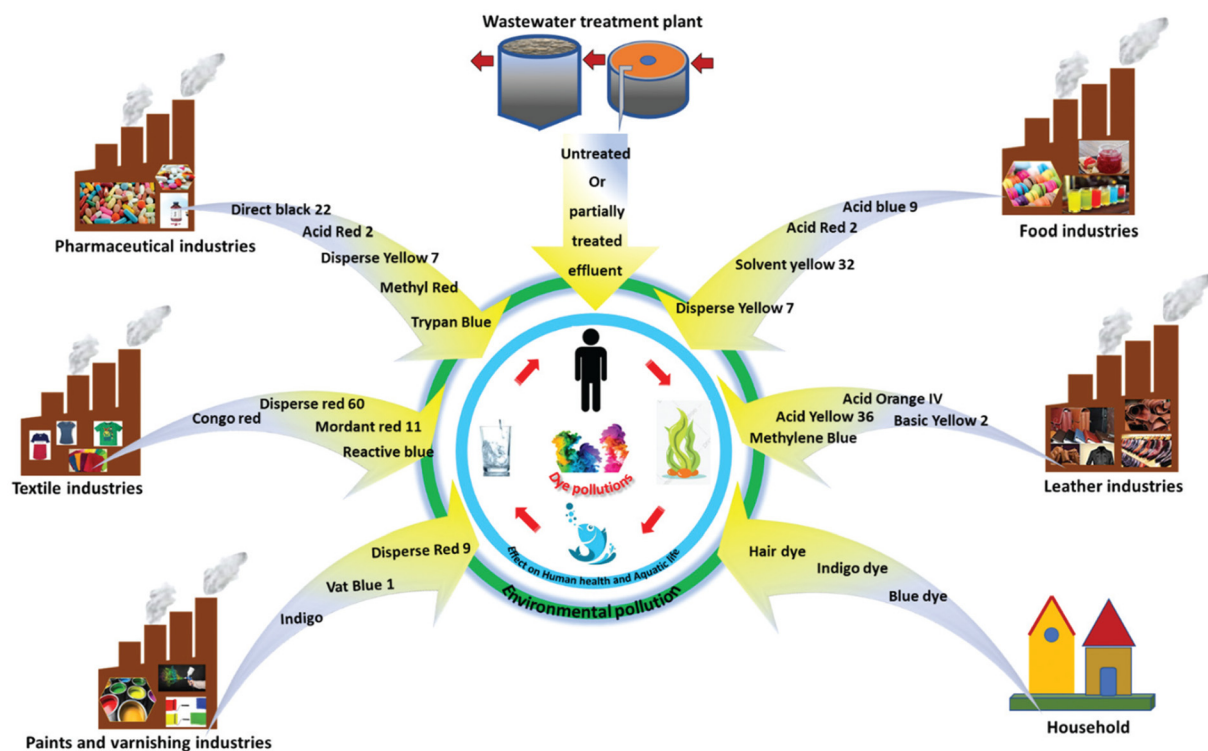 Wastewater treatment plant
Untreated
Or
partially
treated
effluent
Pharmaceutical industries
Direct black 22
Acid Red 2
Disperse Yellow 7
Methyl Red
Trypan Blue
Food industries
Acid blue 9
Acid Red 2
Solvent yellow 32
Disperse Yellow 7
Textile industries
Congo red
Disperse red 60
Mordant red 11
Reactive blue
Leather industries
Acid Orange IV
Acid Yellow 36
Basic Yellow 2
Methylene Blue
Paints and varnishing industries
Disperse Red 9
Vat Blue 1
Indigo
Household
Hair dye
Indigo dye
Blue dye
Dye pollutions
Effect on Human health and Aquatic life
Environmental pollution